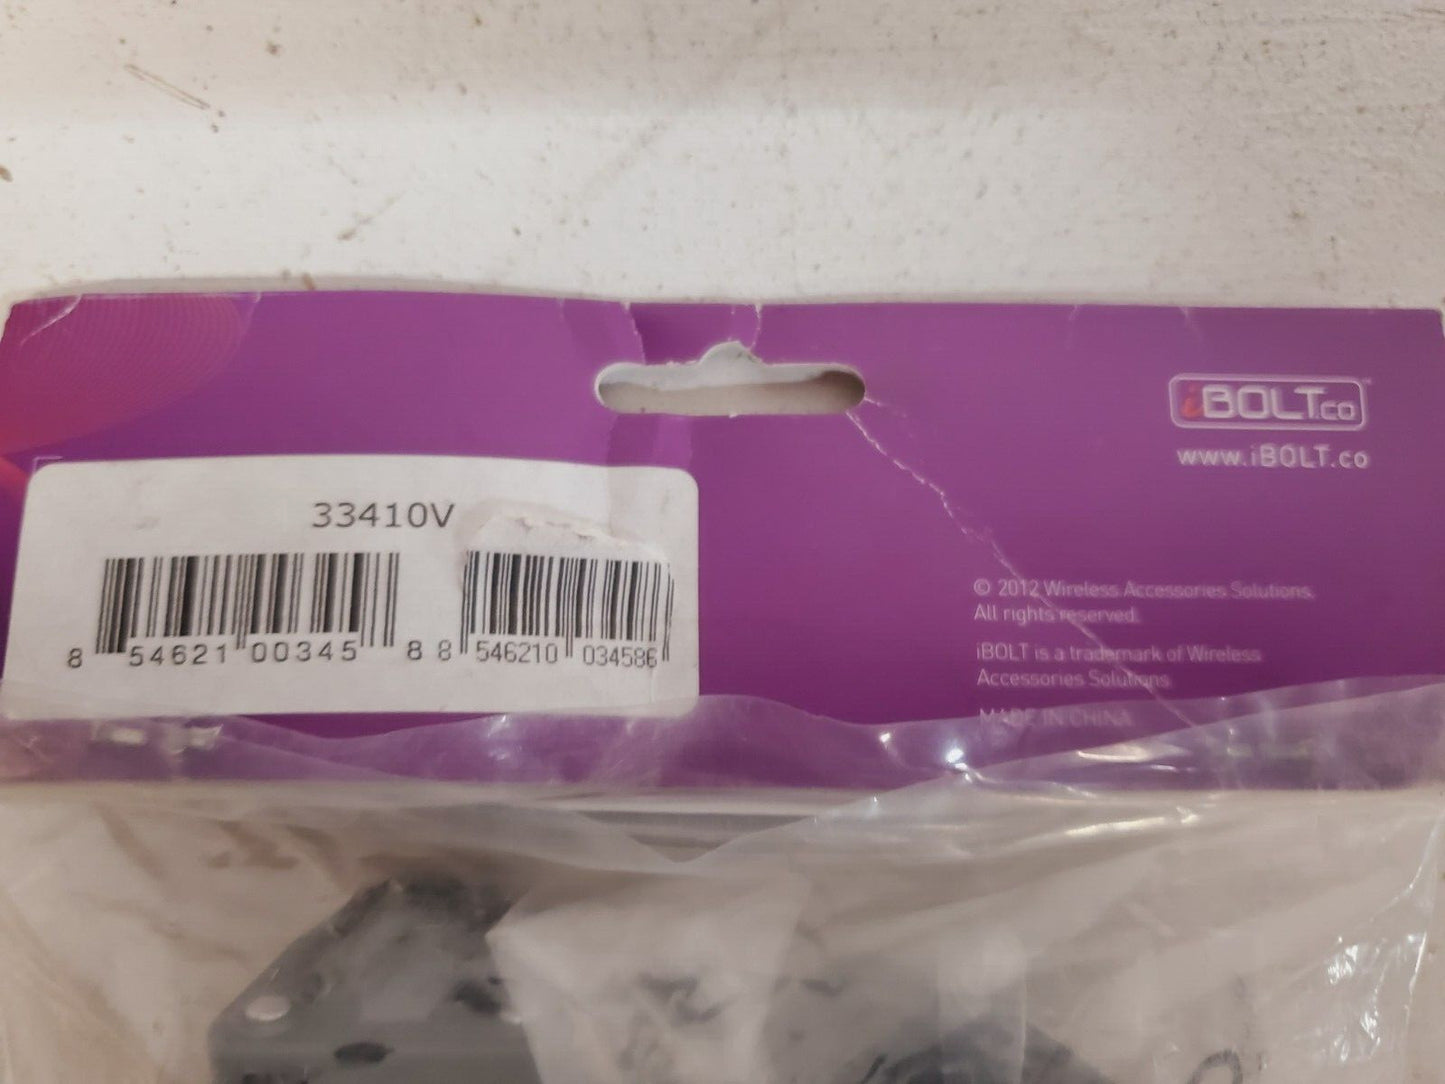 33410V
8 54621 00345 8
8 546210 034586
iBOLT.co
www.iBOLT.co
© 2012 Wireless Accessories Solutions.
All rights reserved.
iBOLT is a trademark of Wireless
Accessories Solutions
MADE IN CHINA